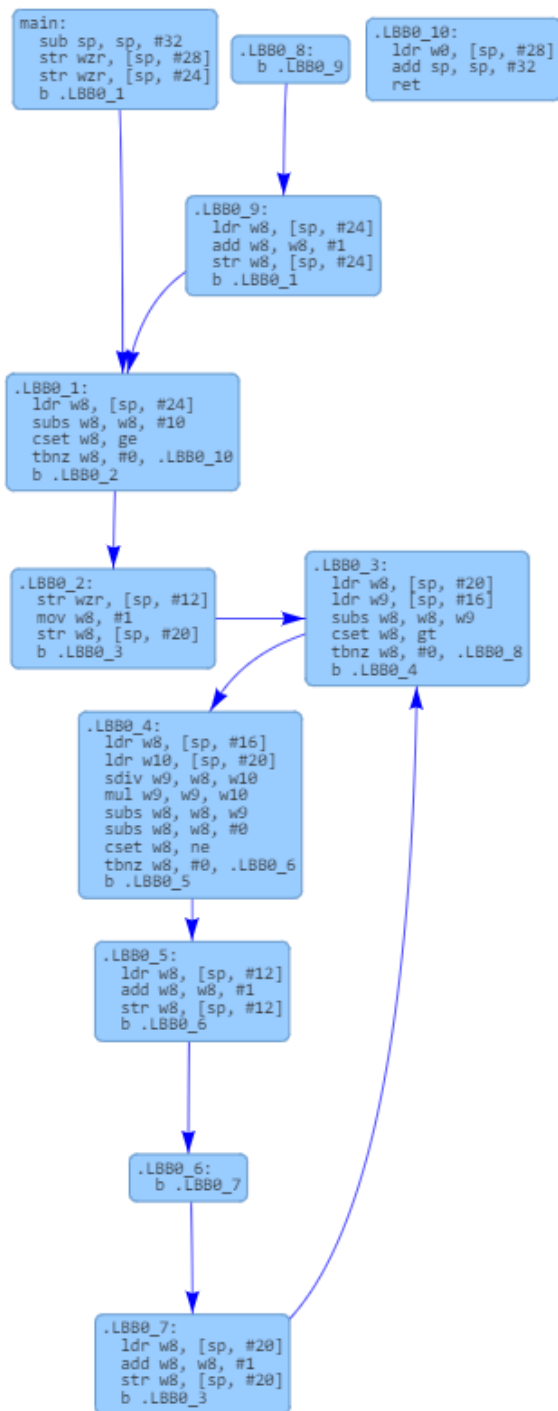 main:
sub sp, sp, #32
str wzr, [sp, #28]
str wzr, [sp, #24]
b .LBB0_1
.LBB0_8:
b .LBB0_9
.LBB0_10:
ldr w0, [sp, #28]
add sp, sp, #32
ret
.LBB0_9:
ldr w8, [sp, #24]
add w8, w8, #1
str w8, [sp, #24]
b .LBB0_1
.LBB0_1:
ldr w8, [sp, #24]
subs w8, w8, #10
cset w8, ge
tbnz w8, #0, .LBB0_10
b .LBB0_2
.LBB0_2:
str wzr, [sp, #12]
mov w8, #1
str w8, [sp, #20]
b .LBB0_3
.LBB0_3:
ldr w8, [sp, #20]
ldr w9, [sp, #16]
subs w8, w8, w9
cset w8, gt
tbnz w8, #0, .LBB0_8
b .LBB0_4
.LBB0_4:
ldr w8, [sp, #16]
ldr w10, [sp, #20]
sdiv w9, w8, w10
mul w9, w9, w10
subs w8, w8, w9
subs w8, w8, #0
cset w8, ne
tbnz w8, #0, .LBB0_6
b .LBB0_5
.LBB0_5:
ldr w8, [sp, #12]
add w8, w8, #1
str w8, [sp, #12]
b .LBB0_6
.LBB0_6:
b .LBB0_7
.LBB0_7:
ldr w8, [sp, #20]
add w8, w8, #1
str w8, [sp, #20]
b .LBB0_3